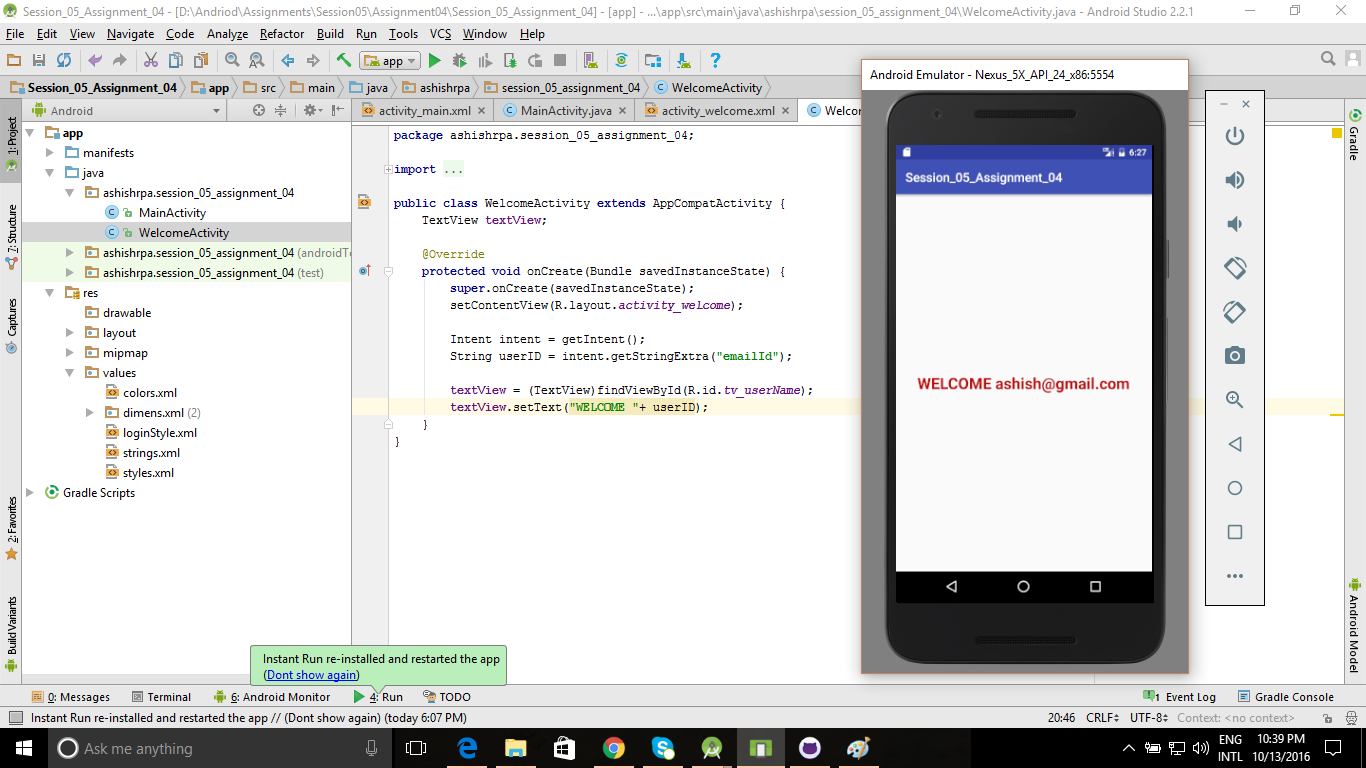 Session_05_Assignment_04 - [D:\Andriod\Assignments\Session05\Assignment04\Session_05_Assignment_04] - [app] - ...\app\src\main\java\ashishrpa\session_05_assignment_04\WelcomeActivity.java - Android Studio 2.2.1
File Edit View Navigate Code Analyze Refactor Build Run Tools VCS Window Help
app
Session_05_Assignment_04 app src main java ashishrpa session_05_assignment_04 WelcomeActivity
Android
activity_main.xml MainActivity.java activity_welcome.xml Welcom
1: Project
7: Structure
Captures
2: Favorites
Build Variants
app
manifests
java
ashishrpa.session_05_assignment_04
MainActivity
WelcomeActivity
ashishrpa.session_05_assignment_04 (androidTe
ashishrpa.session_05_assignment_04 (test)
res
drawable
layout
mipmap
values
colors.xml
dimens.xml (2)
loginStyle.xml
strings.xml
styles.xml
Gradle Scripts
package ashishrpa.session_05_assignment_04;
import ...
public class WelcomeActivity extends AppCompatActivity {
TextView textView;
@Override
protected void onCreate(Bundle savedInstanceState) {
super.onCreate(savedInstanceState);
setContentView(R.layout.activity_welcome);
Intent intent = getIntent();
String userID = intent.getStringExtra("emailId");
textView = (TextView)findViewById(R.id.tv_userName);
textView.setText("WELCOME "+ userID);
}
}
Android Emulator - Nexus_5X_API_24_x86:5554
6:27
Session_05_Assignment_04
WELCOME ashish@gmail.com
Gradle
Android Model
Instant Run re-installed and restarted the app
(Dont show again)
0: Messages Terminal 6: Android Monitor 4: Run TODO 1 Event Log Gradle Console
Instant Run re-installed and restarted the app // (Dont show again) (today 6:07 PM) 20:46 CRLF UTF-8 Context: <no context>
Ask me anything
ENG 10:39 PM
INTL 10/13/2016